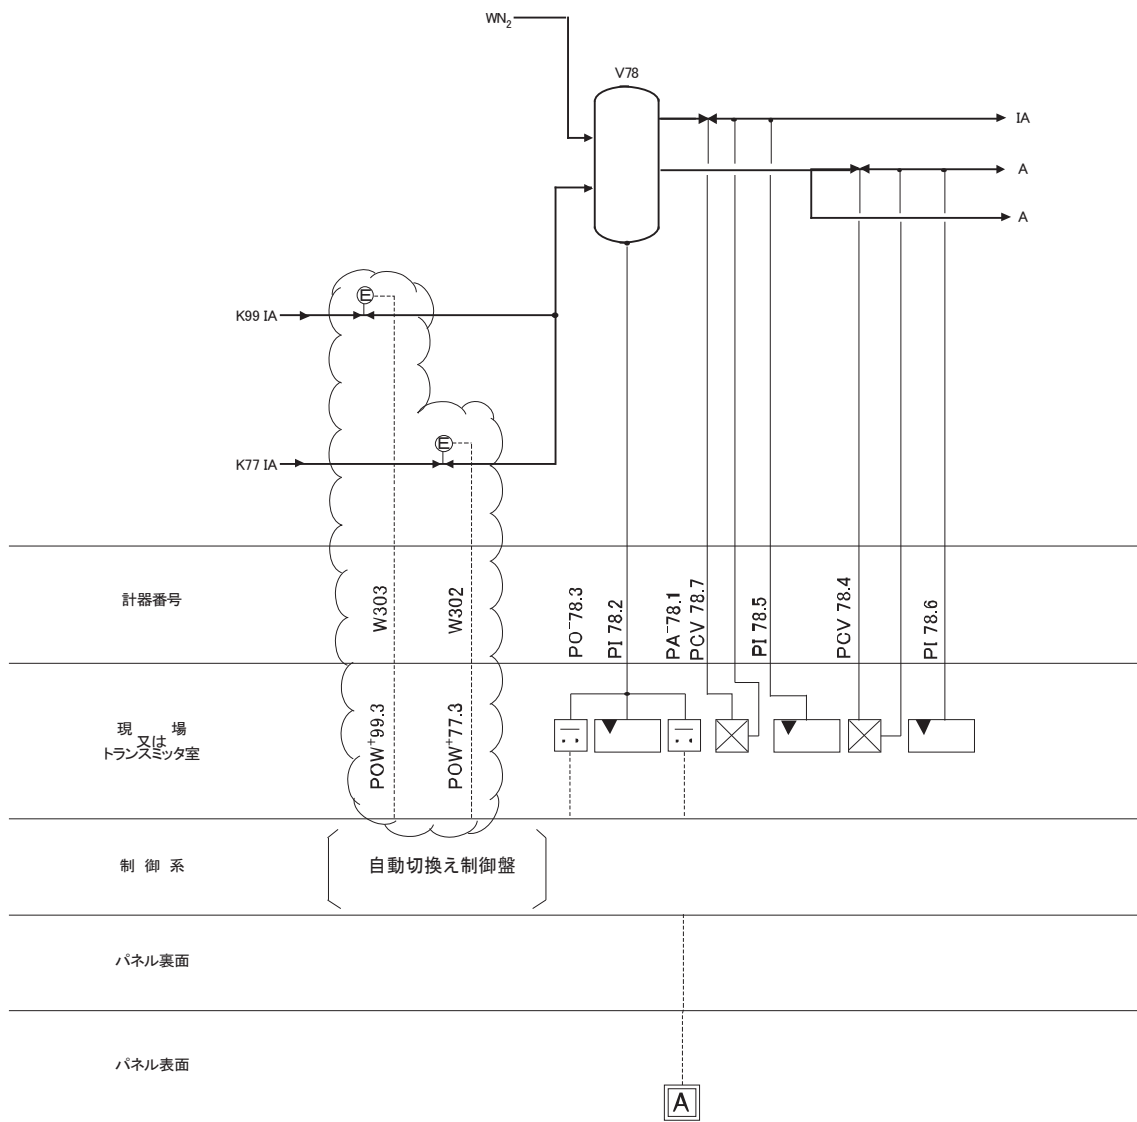 WN2
V78
IA
A
A
E
K99 IA
E
K77 IA
計器番号
W303
W302
PO-78.3
PI 78.2
PA-78.1
PCV 78.7
PI 78.5
PCV 78.4
PI 78.6
現　場
又は
トランスミッタ室
POW+99.3
POW+77.3
制 御 系
自動切換え制御盤
パネル裏面
パネル表面
A